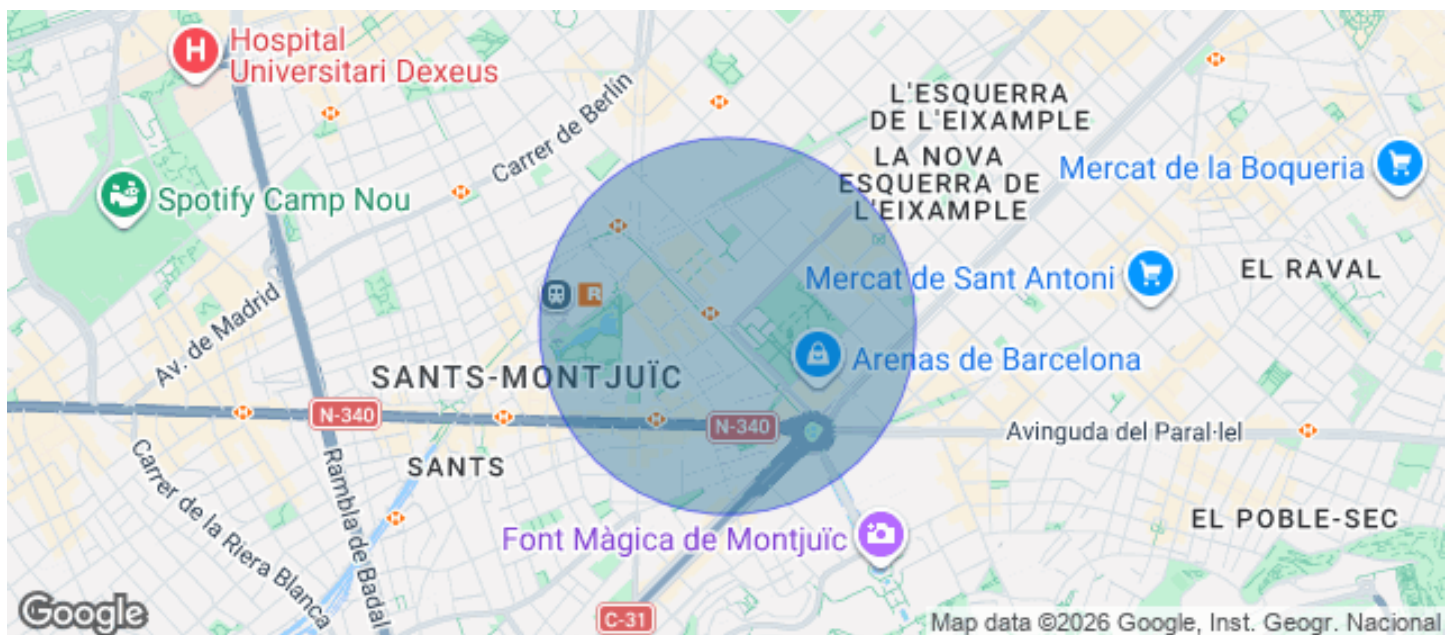 H
Hospital
Universitari Dexeus
Carrer de Berlín
L'ESQUERRA
DE L'EIXAMPLE
LA NOVA
ESQUERRA DE
L'EIXAMPLE
Mercat de la Boqueria
Spotify Camp Nou
Mercat de Sant Antoni
EL RAVAL
R
Av. de Madrid
Arenas de Barcelona
SANTS-MONTJUÏC
N-340
N-340
Avinguda del Paral·lel
SANTS
Carrer de la Riera Blanca
Rambla de Badal
EL POBLE-SEC
Font Màgica de Montjuïc
C-31
Google
Map data ©2026 Google, Inst. Geogr. Nacional